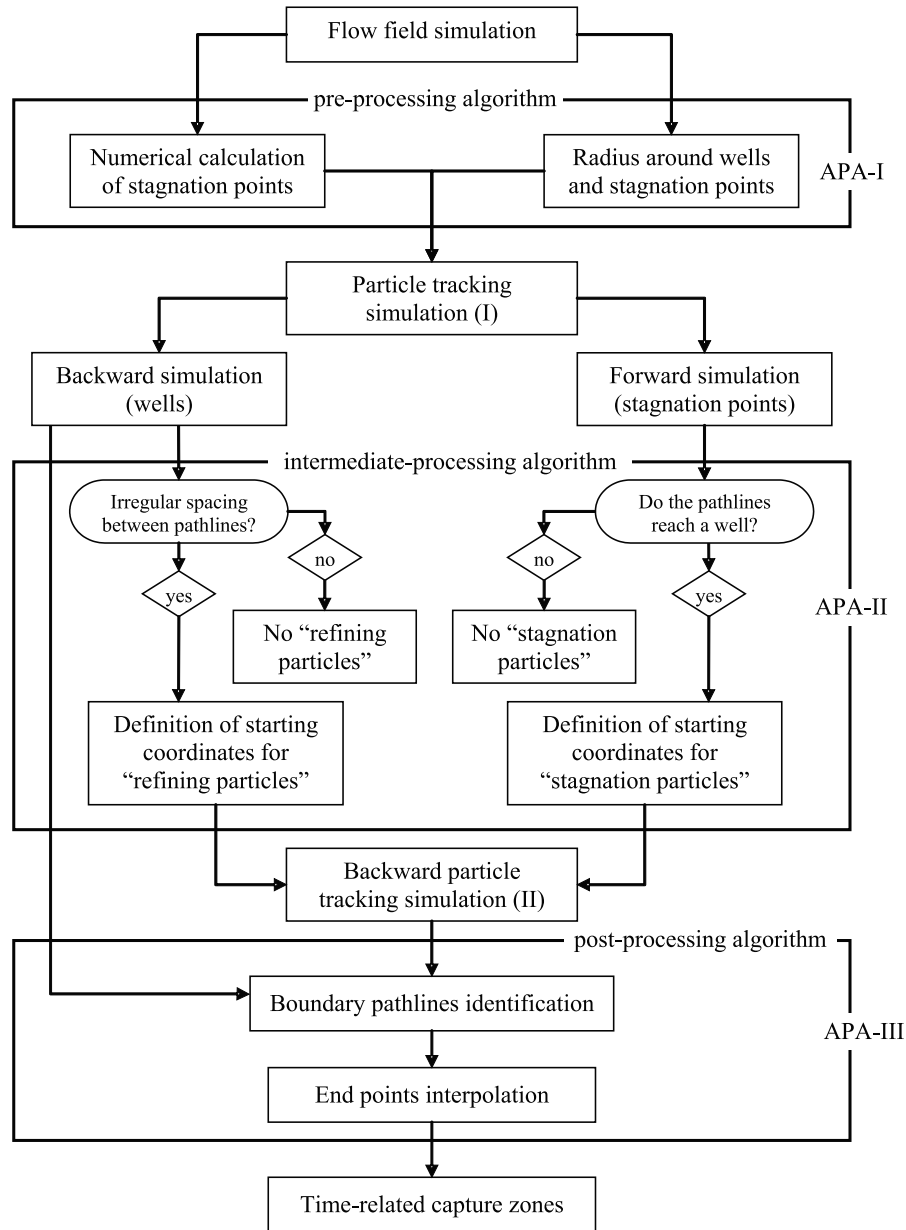 Flow field simulation
pre-processing algorithm
Numerical calculation
of stagnation points
Radius around wells
and stagnation points
APA-I
Particle tracking
simulation (I)
Backward simulation
(wells)
Forward simulation
(stagnation points)
intermediate-processing algorithm
Irregular spacing
between pathlines?
Do the pathlines
reach a well?
no
no
yes
yes
No “refining
particles”
No “stagnation
particles”
APA-II
Definition of starting
coordinates for
“refining particles”
Definition of starting
coordinates for
“stagnation particles”
Backward particle
tracking simulation (II)
post-processing algorithm
Boundary pathlines identification
APA-III
End points interpolation
Time-related capture zones